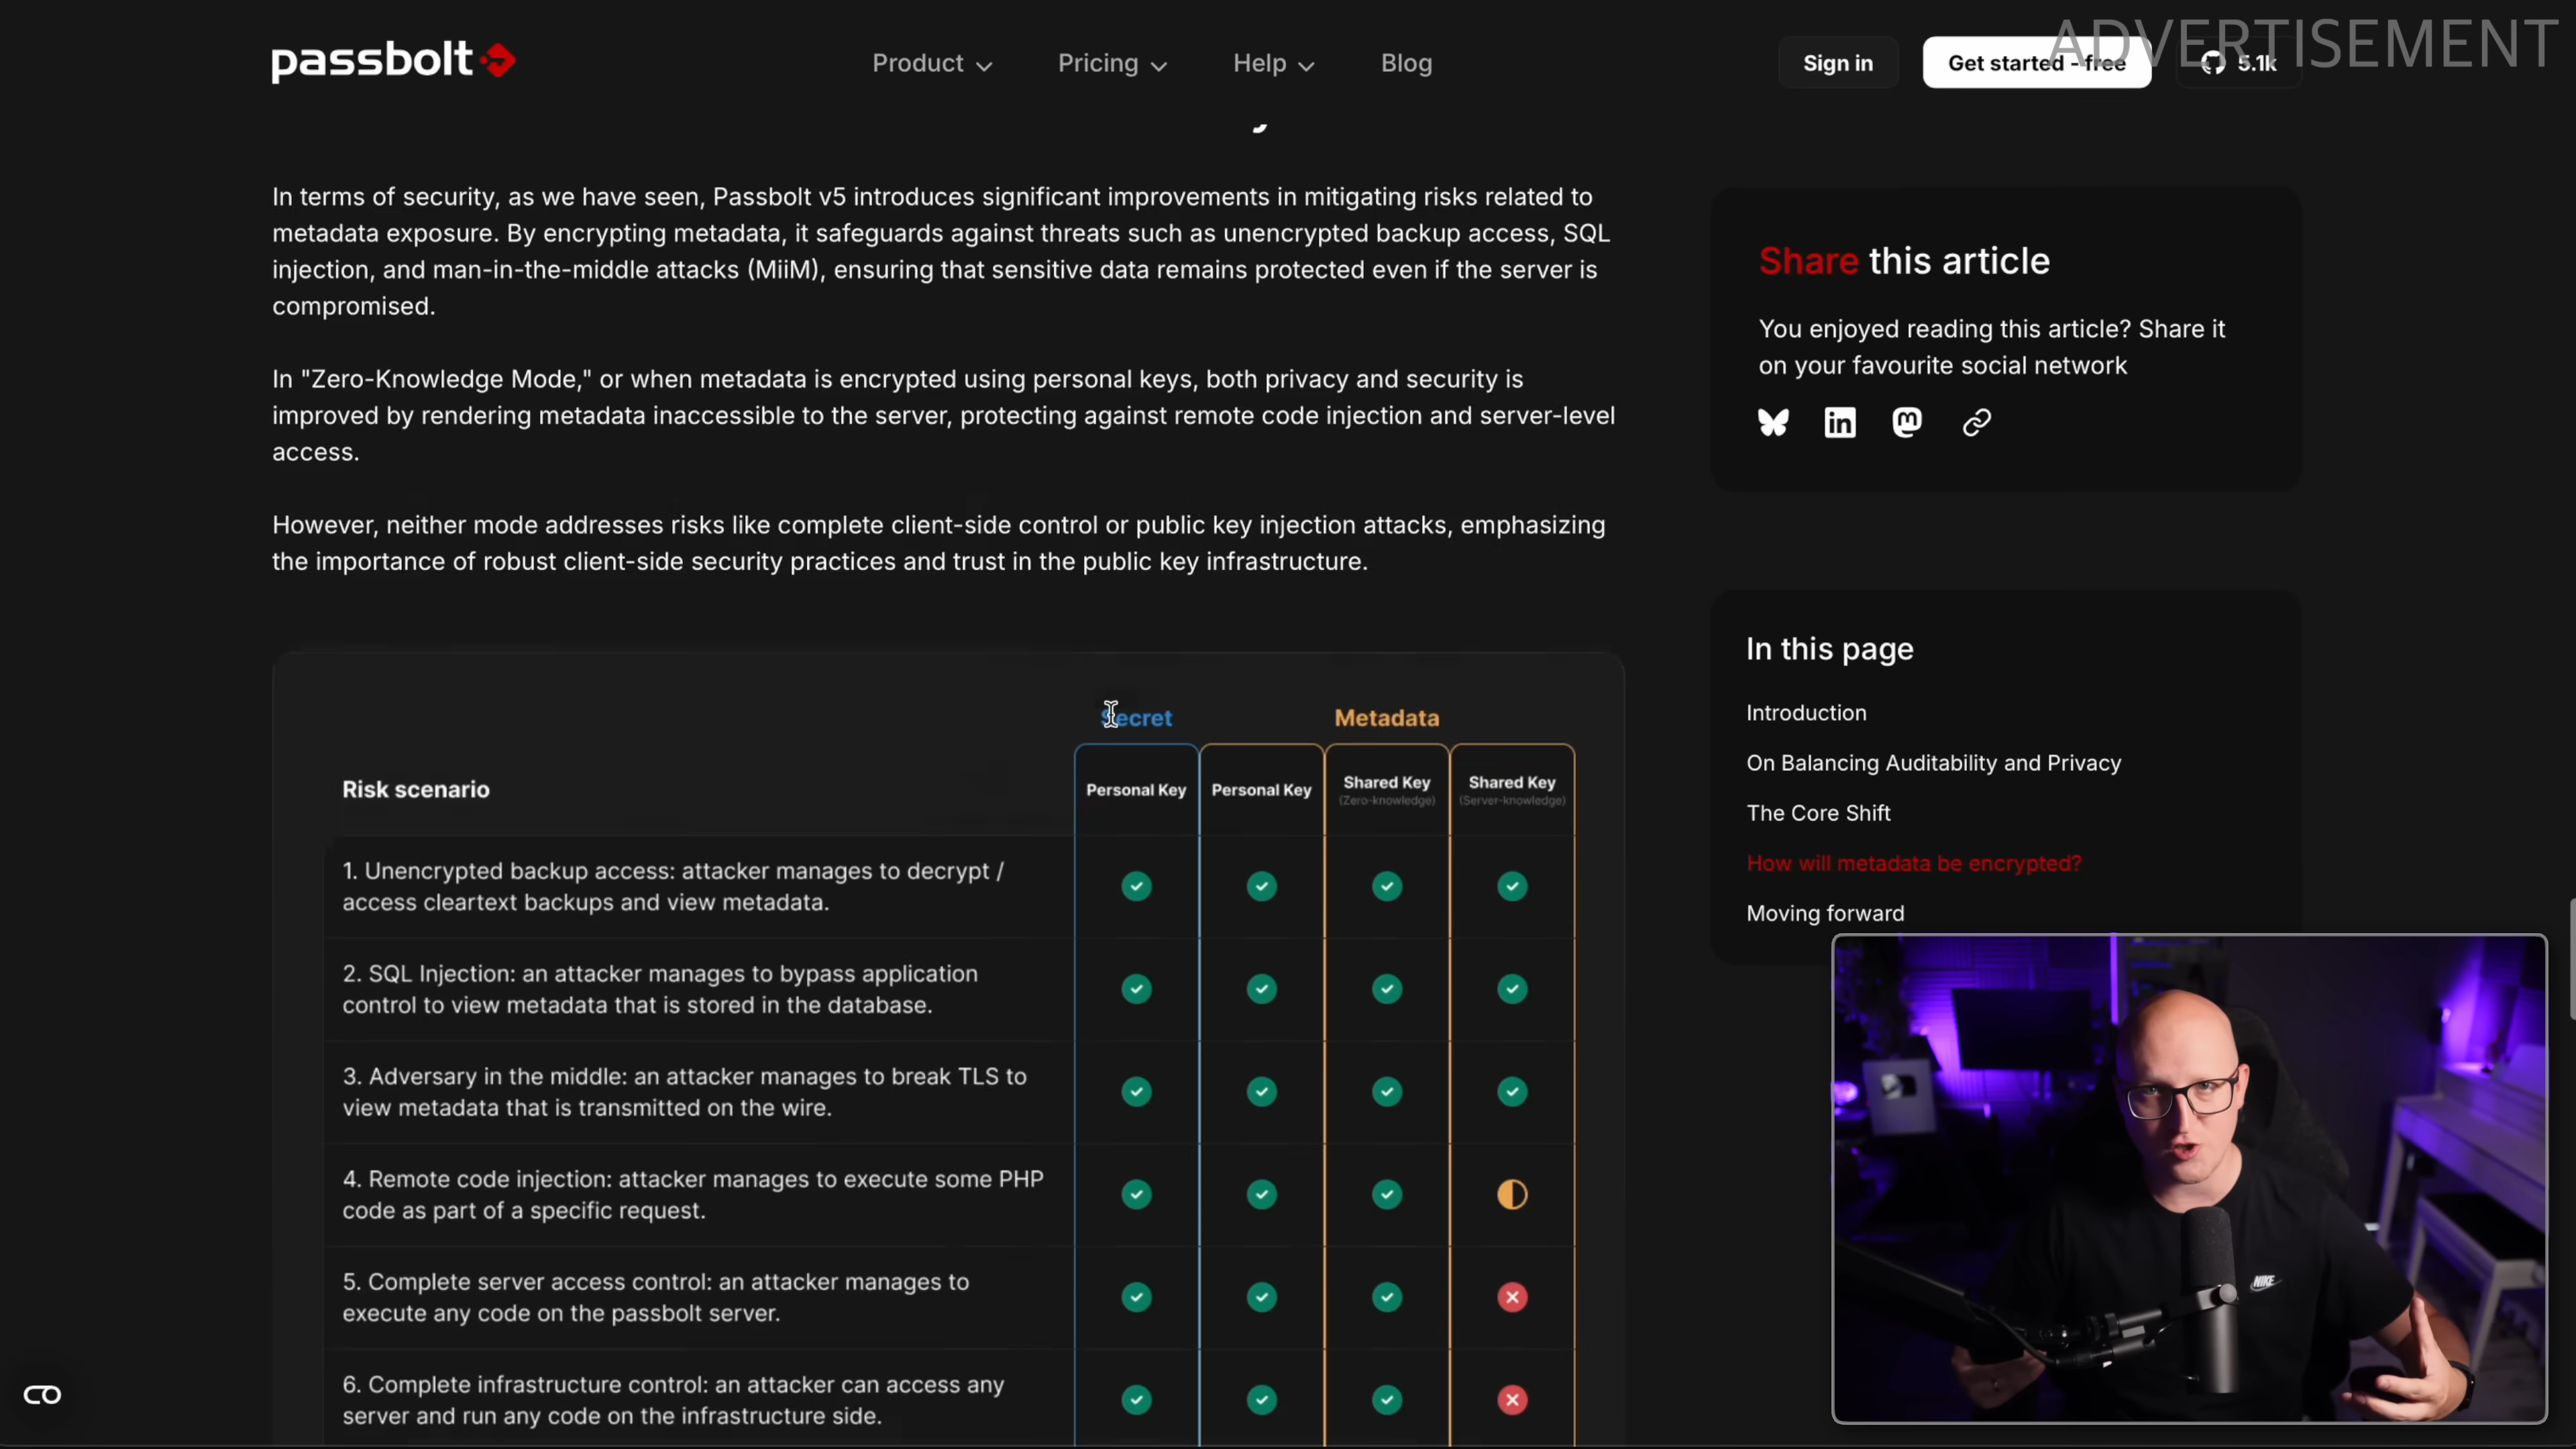 passbolt
Product
Pricing
Help
Blog
Sign in
Get started - free
5.1k
ADVERTISEMENT
In terms of security, as we have seen, Passbolt v5 introduces significant improvements in mitigating risks related to
metadata exposure. By encrypting metadata, it safeguards against threats such as unencrypted backup access, SQL
injection, and man-in-the-middle attacks (MiiM), ensuring that sensitive data remains protected even if the server is
compromised.
In "Zero-Knowledge Mode," or when metadata is encrypted using personal keys, both privacy and security is
improved by rendering metadata inaccessible to the server, protecting against remote code injection and server-level
access.
However, neither mode addresses risks like complete client-side control or public key injection attacks, emphasizing
the importance of robust client-side security practices and trust in the public key infrastructure.
Share this article
You enjoyed reading this article? Share it
on your favourite social network
in
In this page
Introduction
On Balancing Auditability and Privacy
The Core Shift
How will metadata be encrypted?
Moving forward
Secret
Metadata
Risk scenario
Personal Key
Personal Key
Shared Key
(Zero-knowledge)
Shared Key
(Server-knowledge)
1. Unencrypted backup access: attacker manages to decrypt /
access cleartext backups and view metadata.
2. SQL Injection: an attacker manages to bypass application
control to view metadata that is stored in the database.
3. Adversary in the middle: an attacker manages to break TLS to
view metadata that is transmitted on the wire.
4. Remote code injection: attacker manages to execute some PHP
code as part of a specific request.
5. Complete server access control: an attacker manages to
execute any code on the passbolt server.
6. Complete infrastructure control: an attacker can access any
server and run any code on the infrastructure side.
NIKE